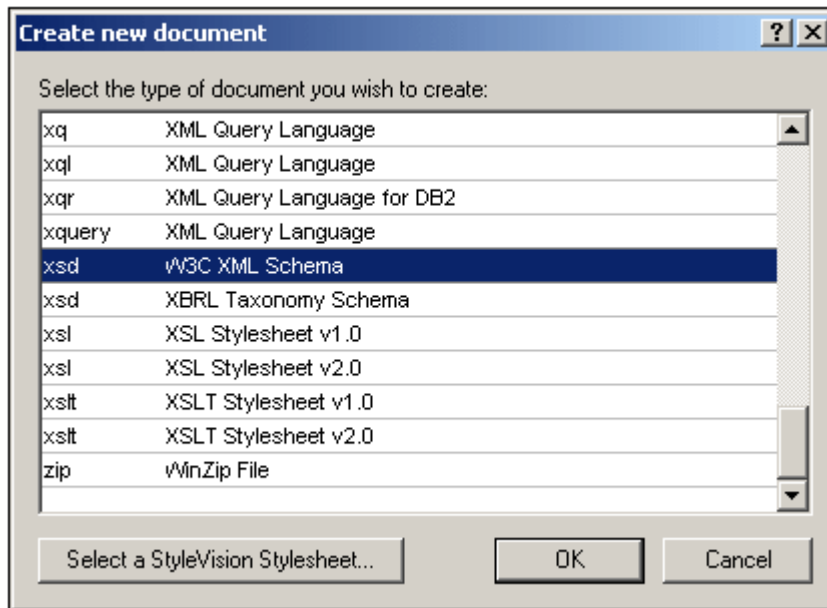 Create new document
Select the type of document you wish to create:
xq XML Query Language
xql XML Query Language
xqr XML Query Language for DB2
xquery XML Query Language
xsd W3C XML Schema
xsd XBRL Taxonomy Schema
xsl XSL Stylesheet v1.0
xsl XSL Stylesheet v2.0
xslt XSLT Stylesheet v1.0
xslt XSLT Stylesheet v2.0
zip WinZip File
Select a StyleVision Stylesheet... OK Cancel